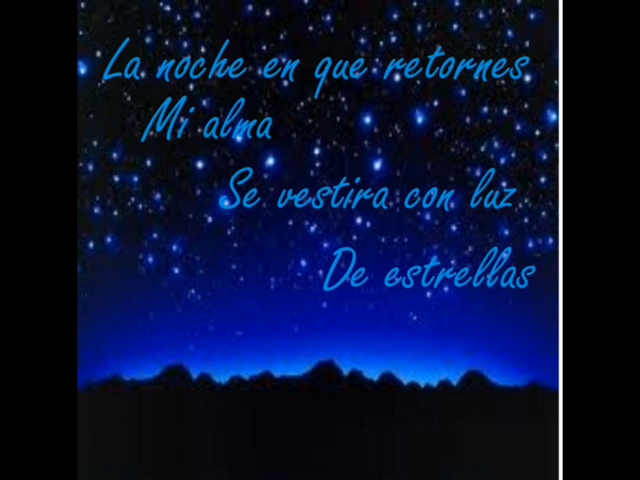 La noche en que retornes
Mi alma
Se vestira con luz
De estrellas